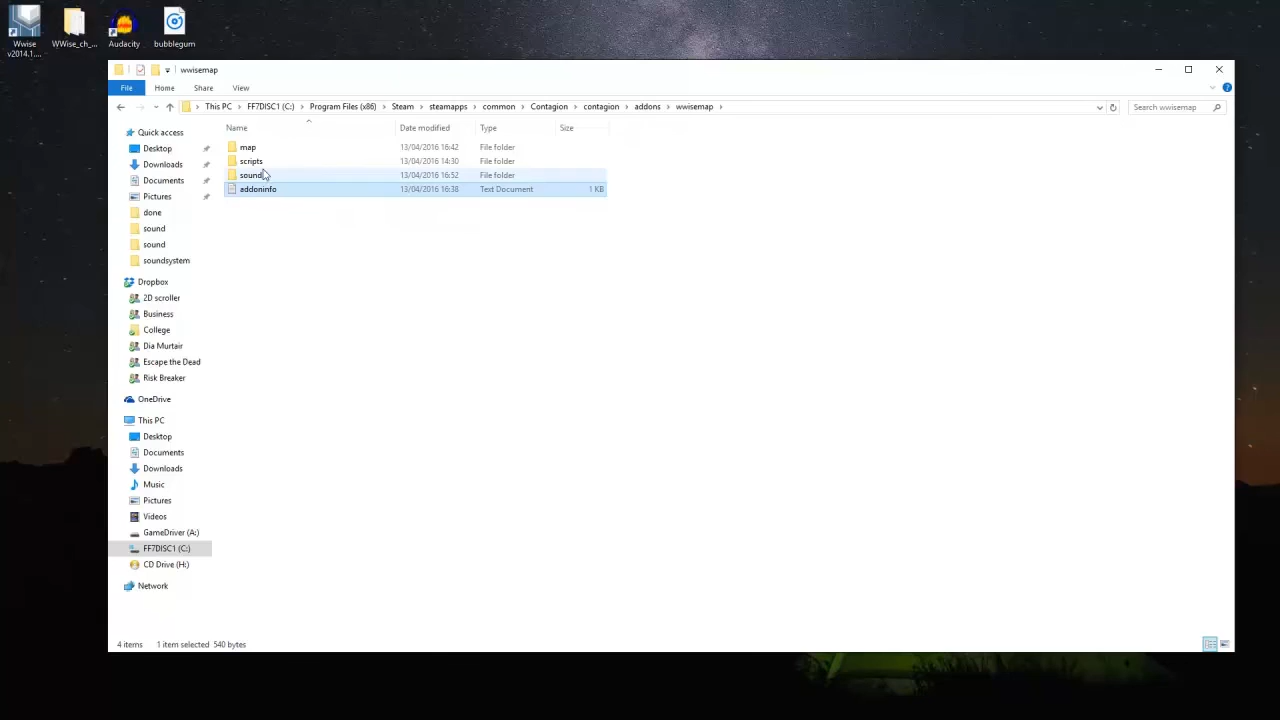 Wwise
v2014.1....
WWise_ch_...
Audacity
bubblegum
wwisemap
File Home Share View
This PC FF7DISC1 (C:) Program Files (x86) Steam steamapps common Contagion contagion addons wwisemap
Search wwisemap
Name Date modified Type Size
map 13/04/2016 16:42 File folder
scripts 13/04/2016 14:30 File folder
sound 13/04/2016 16:52 File folder
addoninfo 13/04/2016 16:38 Text Document 1 KB
Quick access
Desktop
Downloads
Documents
Pictures
done
sound
sound
soundsystem
Dropbox
2D scroller
Business
College
Dia Murtair
Escape the Dead
Risk Breaker
OneDrive
This PC
Desktop
Documents
Downloads
Music
Pictures
Videos
GameDriver (A:)
FF7DISC1 (C:)
CD Drive (H:)
Network
4 items 1 item selected 540 bytes